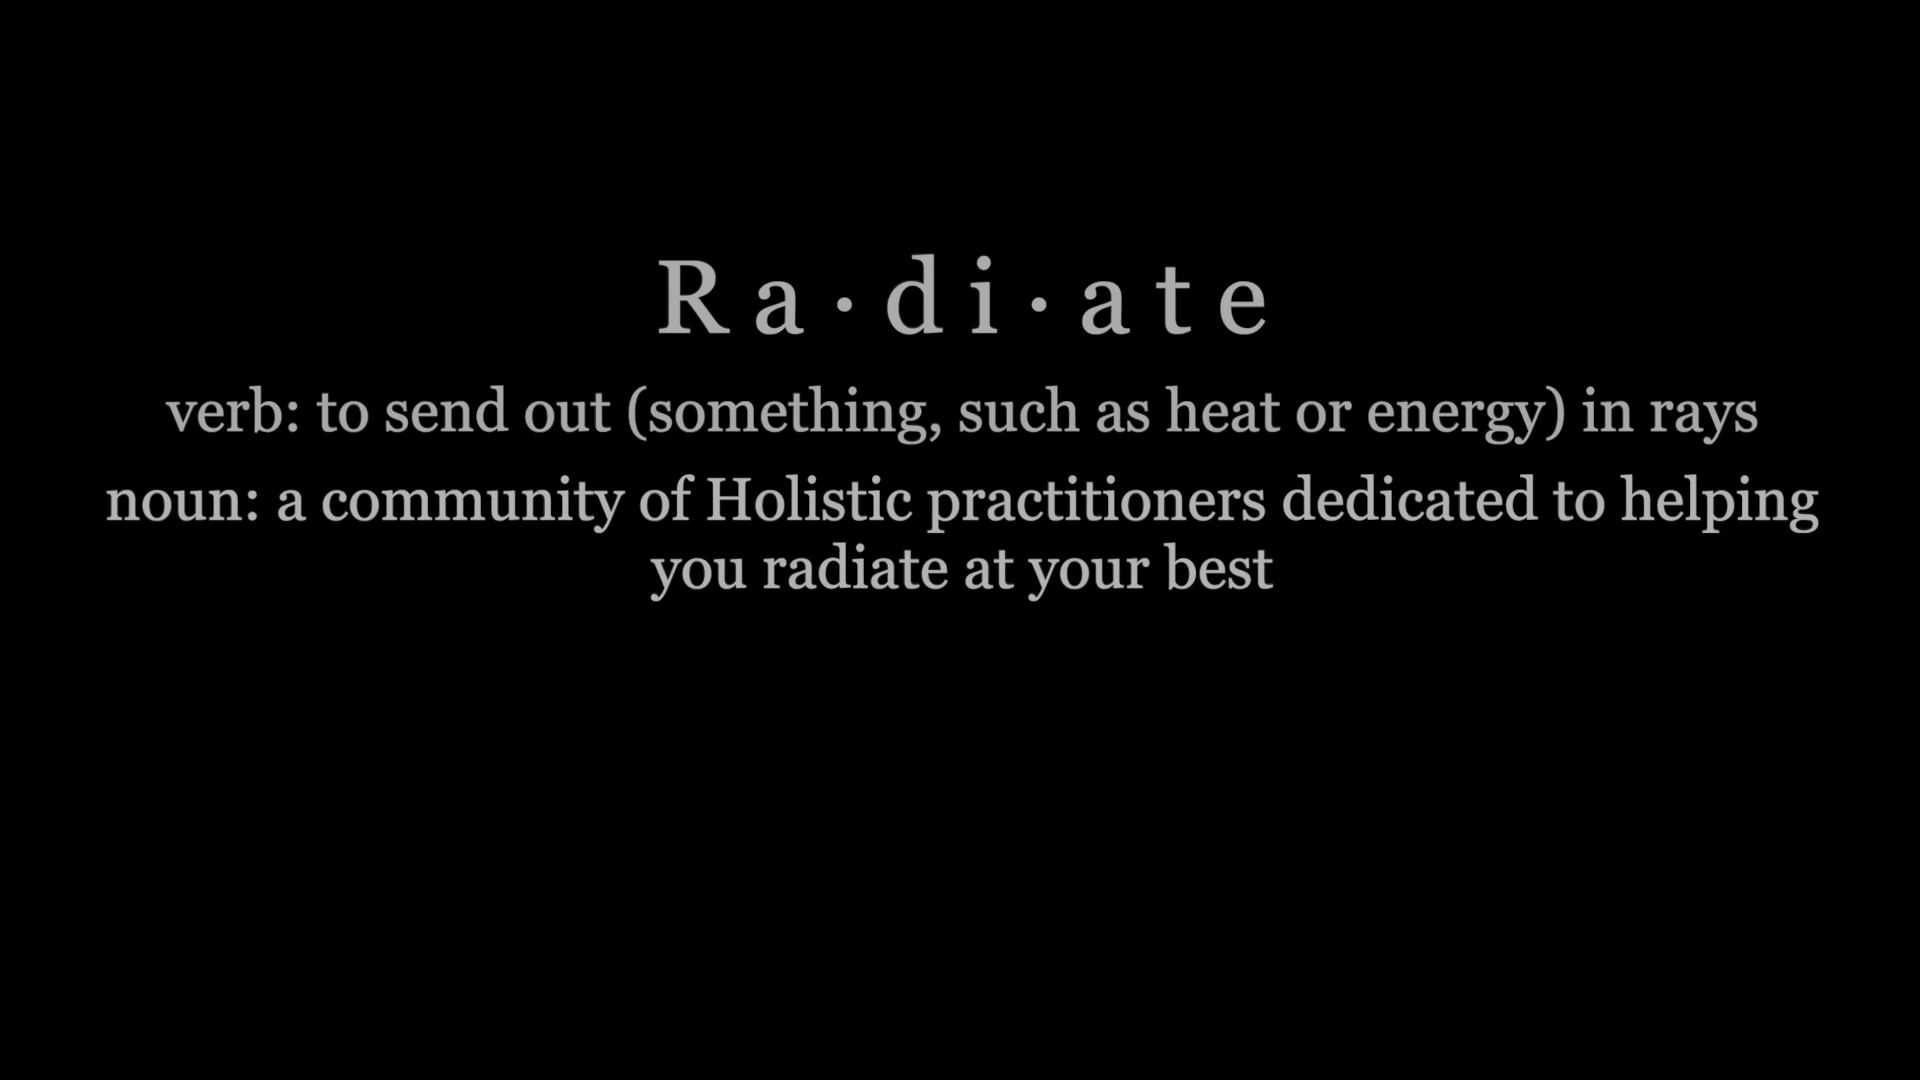 Ra·di·ate
verb: to send out (something, such as heat or energy) in rays
noun: a community of Holistic practitioners dedicated to helping
you radiate at your best